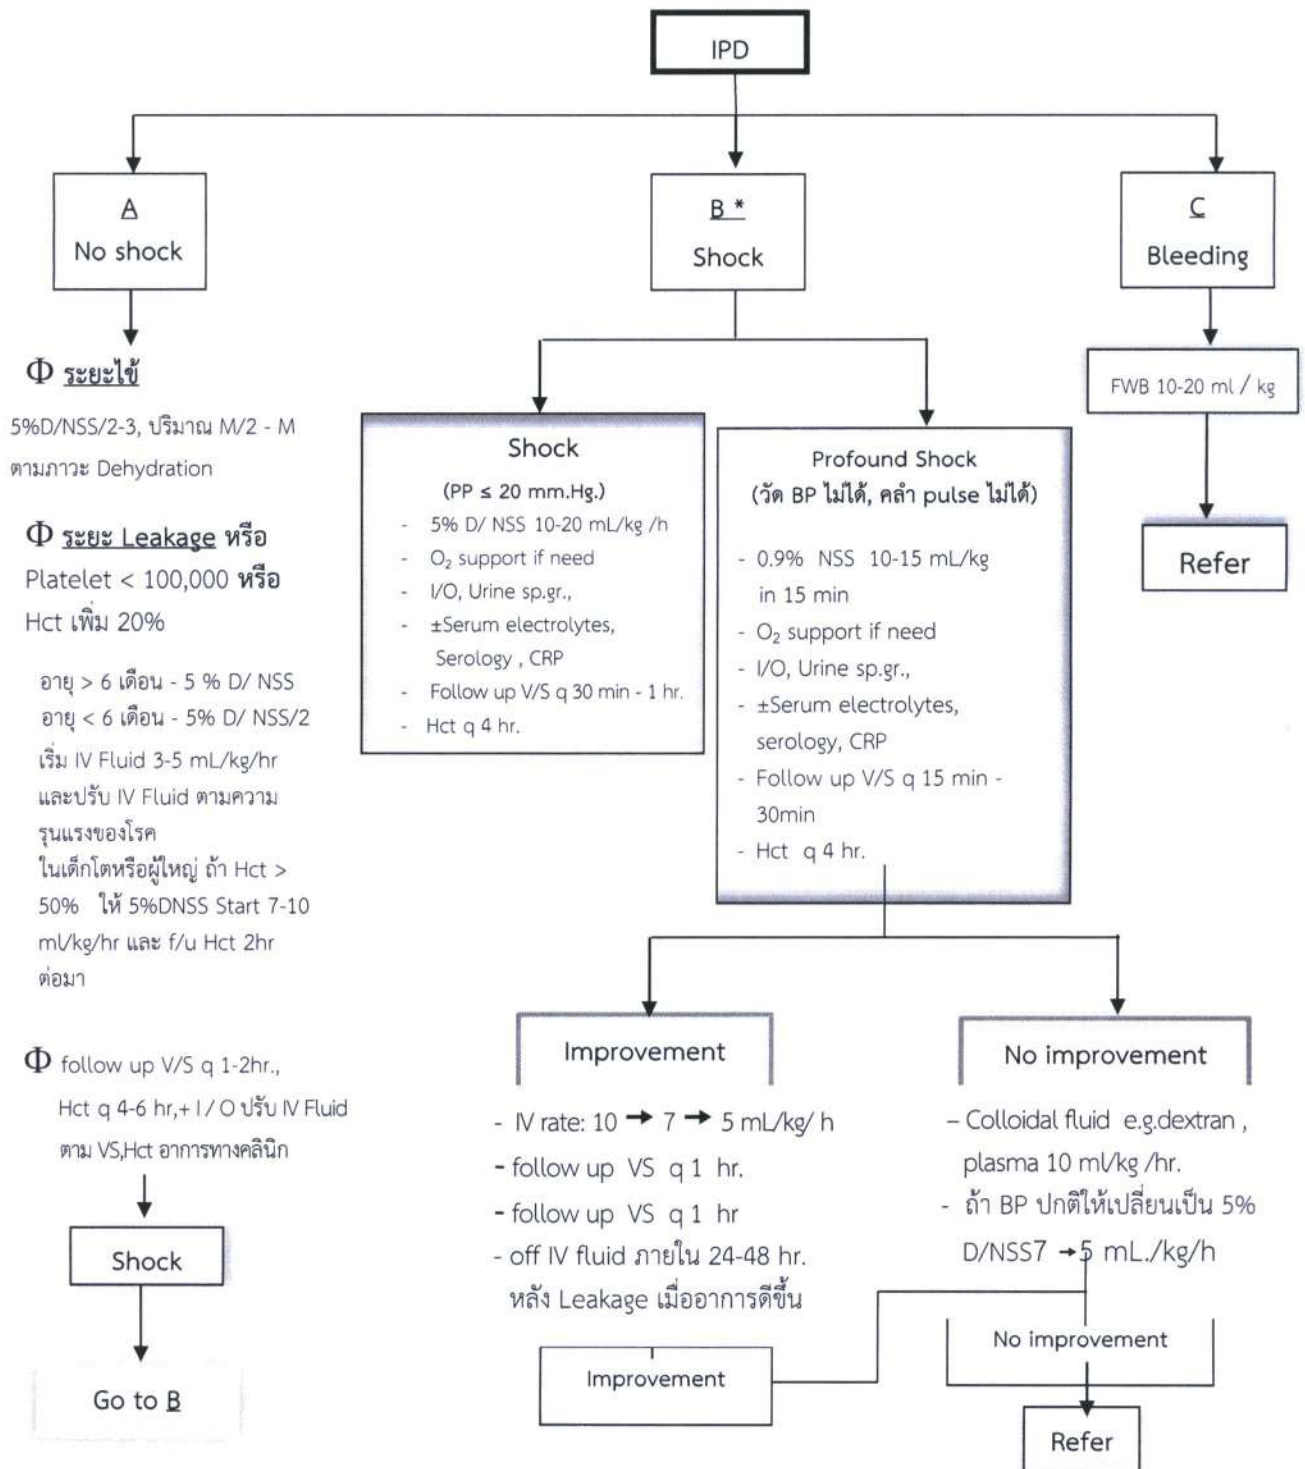 IPD
A
No shock
Φ ระยะไข้
5%D/NSS/2-3, ปริมาณ M/2 - M
ตามภาวะ Dehydration
Φ ระยะ Leakage หรือ
Platelet < 100,000 หรือ
Hct เพิ่ม 20%
อายุ > 6 เดือน - 5 % D/ NSS
อายุ < 6 เดือน - 5% D/ NSS/2
เริ่ม IV Fluid 3-5 mL/kg/hr
และปรับ IV Fluid ตามความ
รุนแรงของโรค
ในเด็กโตหรือผู้ใหญ่ ถ้า Hct >
50% ให้ 5%DNSS Start 7-10
ml/kg/hr และ f/u Hct 2hr
ต่อมา
Φ follow up V/S q 1-2hr.,
Hct q 4-6 hr,+ I / O ปรับ IV Fluid
ตาม VS,Hct อาการทางคลินิก
Shock
Go to B
B *
Shock
Shock
(PP ≤ 20 mm.Hg.)
- 5% D/ NSS 10-20 mL/kg /h
- O₂ support if need
- I/O, Urine sp.gr.,
- ±Serum electrolytes,
Serology , CRP
- Follow up V/S q 30 min - 1 hr.
- Hct q 4 hr.
Profound Shock
(วัด BP ไม่ได้, คลำ pulse ไม่ได้)
- 0.9% NSS 10-15 mL/kg
in 15 min
- O₂ support if need
- I/O, Urine sp.gr.,
- ±Serum electrolytes,
serology, CRP
- Follow up V/S q 15 min -
30min
- Hct q 4 hr.
Improvement
- IV rate: 10 → 7 → 5 mL/kg/ h
- follow up VS q 1 hr.
- follow up VS q 1 hr
- off IV fluid ภายใน 24-48 hr.
หลัง Leakage เมื่ออาการดีขึ้น
Improvement
No improvement
– Colloidal fluid e.g.dextran ,
plasma 10 ml/kg /hr.
- ถ้า BP ปกติให้เปลี่ยนเป็น 5%
D/NSS7 →5 mL./kg/h
No improvement
Refer
C
Bleeding
FWB 10-20 ml / kg
Refer